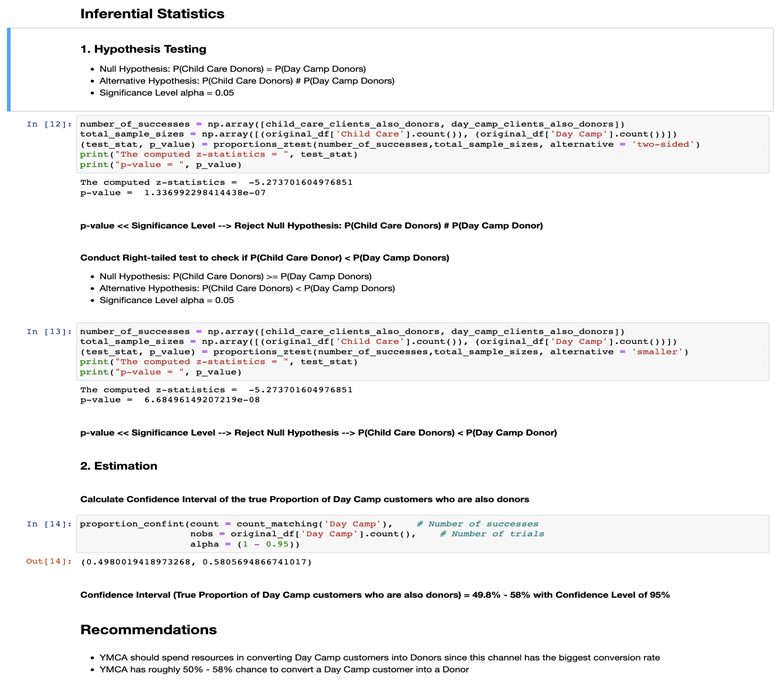 Inferential Statistics
1. Hypothesis Testing
• Null Hypothesis: P(Child Care Donors) = P(Day Camp Donors)
• Alternative Hypothesis: P(Child Care Donors) # P(Day Camp Donors)
• Significance Level alpha = 0.05
In [12]: number_of_successes = np.array([child_care_clients_also_donors, day_camp_clients_also_donors])
total_sample_sizes = np.array([(original_df['Child Care'].count()), (original_df['Day Camp'].count())])
(test_stat, p_value) = proportions_ztest(number_of_successes,total_sample_sizes, alternative = 'two-sided')
print("The computed z-statistics = ", test_stat)
print("p-value = ", p_value)
The computed z-statistics =  -5.273701604976851
p-value =  1.336992298414438e-07
p-value << Significance Level --> Reject Null Hypothesis: P(Child Care Donors) # P(Day Camp Donor)
Conduct Right-tailed test to check if P(Child Care Donor) < P(Day Camp Donors)
• Null Hypothesis: P(Child Care Donors) >= P(Day Camp Donors)
• Alternative Hypothesis: P(Child Care Donors) < P(Day Camp Donors)
• Significance Level alpha = 0.05
In [13]: number_of_successes = np.array([child_care_clients_also_donors, day_camp_clients_also_donors])
total_sample_sizes = np.array([(original_df['Child Care'].count()), (original_df['Day Camp'].count())])
(test_stat, p_value) = proportions_ztest(number_of_successes,total_sample_sizes, alternative = 'smaller')
print("The computed z-statistics = ", test_stat)
print("p-value = ", p_value)
The computed z-statistics =  -5.273701604976851
p-value =  6.68496149207219e-08
p-value << Significance Level --> Reject Null Hypothesis --> P(Child Care Donors) < P(Day Camp Donor)
2. Estimation
Calculate Confidence Interval of the true Proportion of Day Camp customers who are also donors
In [14]: proportion_confint(count = count_matching('Day Camp'),    # Number of successes
nobs = original_df['Day Camp'].count(),    # Number of trials
alpha = (1 - 0.95))
Out[14]: (0.4980019418973268, 0.5805694866741017)
Confidence Interval (True Proportion of Day Camp customers who are also donors) = 49.8% - 58% with Confidence Level of 95%
Recommendations
• YMCA should spend resources in converting Day Camp customers into Donors since this channel has the biggest conversion rate
• YMCA has roughly 50% - 58% chance to convert a Day Camp customer into a Donor